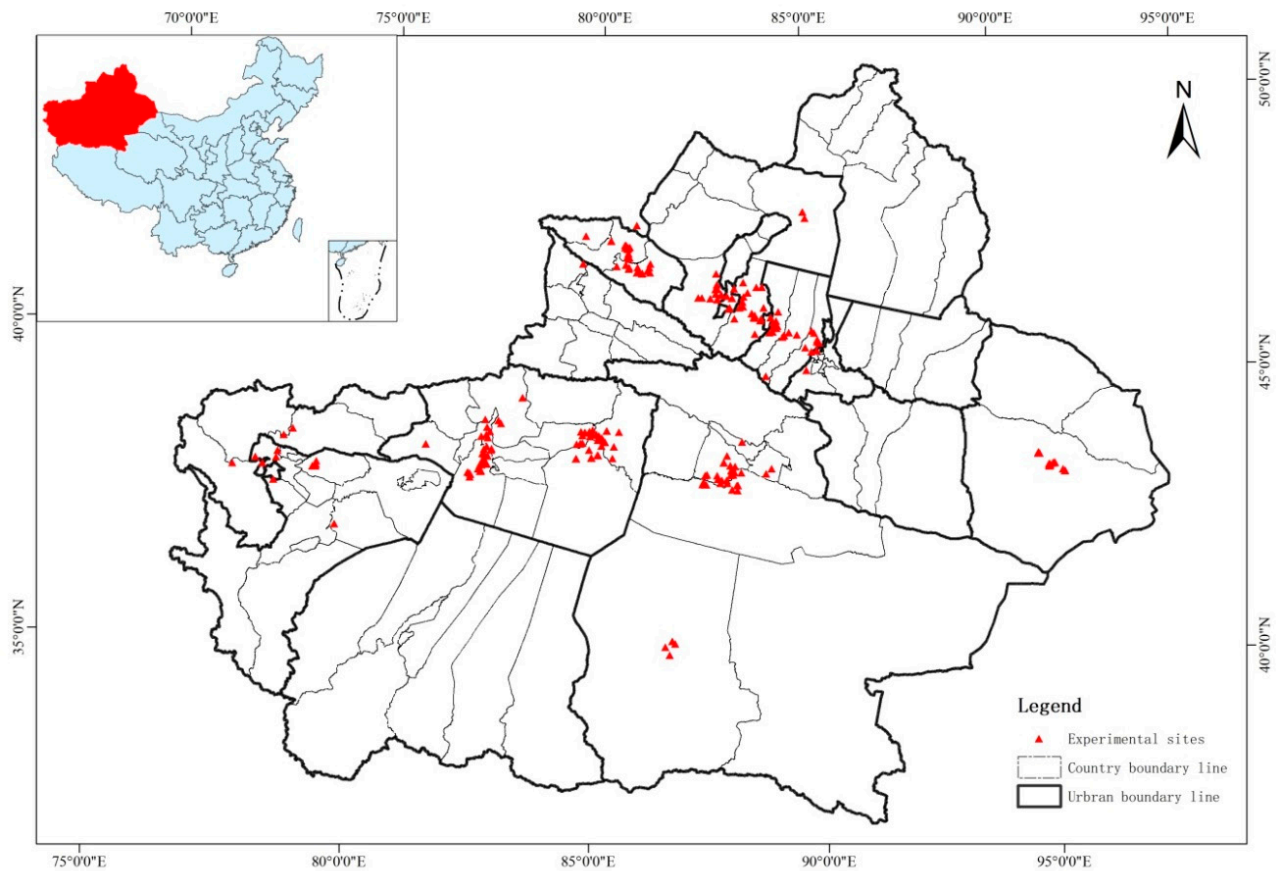 70°0'0"E 75°0'0"E 80°0'0"E 85°0'0"E 90°0'0"E 95°0'0"E
50°0'0"N
N
40°0'0"N
45°0'0"N
35°0'0"N
40°0'0"N
Legend
Experimental sites
Country boundary line
Urbran boundary line
75°0'0"E 80°0'0"E 85°0'0"E 90°0'0"E 95°0'0"E